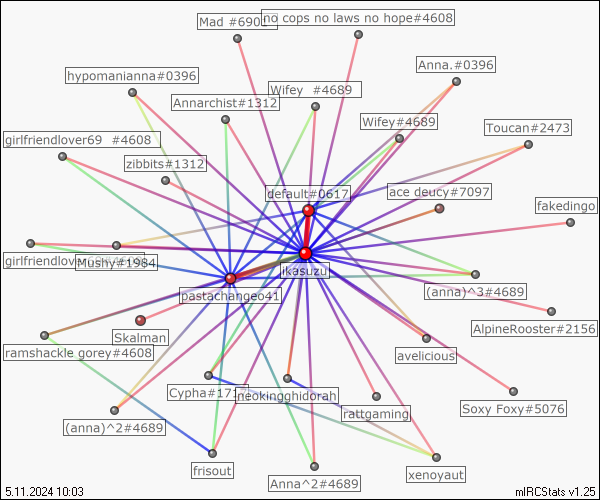 Mad #690
no cops no laws no hope#4608
Anna.#0396
hypomanianna#0396
Annarchist#1312
Wifey #4689
Wifey#4689
Toucan#2473
girlfriendlover69 #4608
zibbits#1312
default#0617
ace deucy#7097
fakedingo
girlfriendlov
Mushy#1984
ikasuzu
(anna)^3#4689
pastachangeo41
AlpineRooster#2156
Skalman
ramshackle gorey#4608
avelicious
Cypha#171
neokingghidorah
rattgaming
Soxy Foxy#5076
(anna)^2#4689
frisout
Anna^2#4689
xenoyaut
5.11.2024 10:03
mIRCStats v1.25